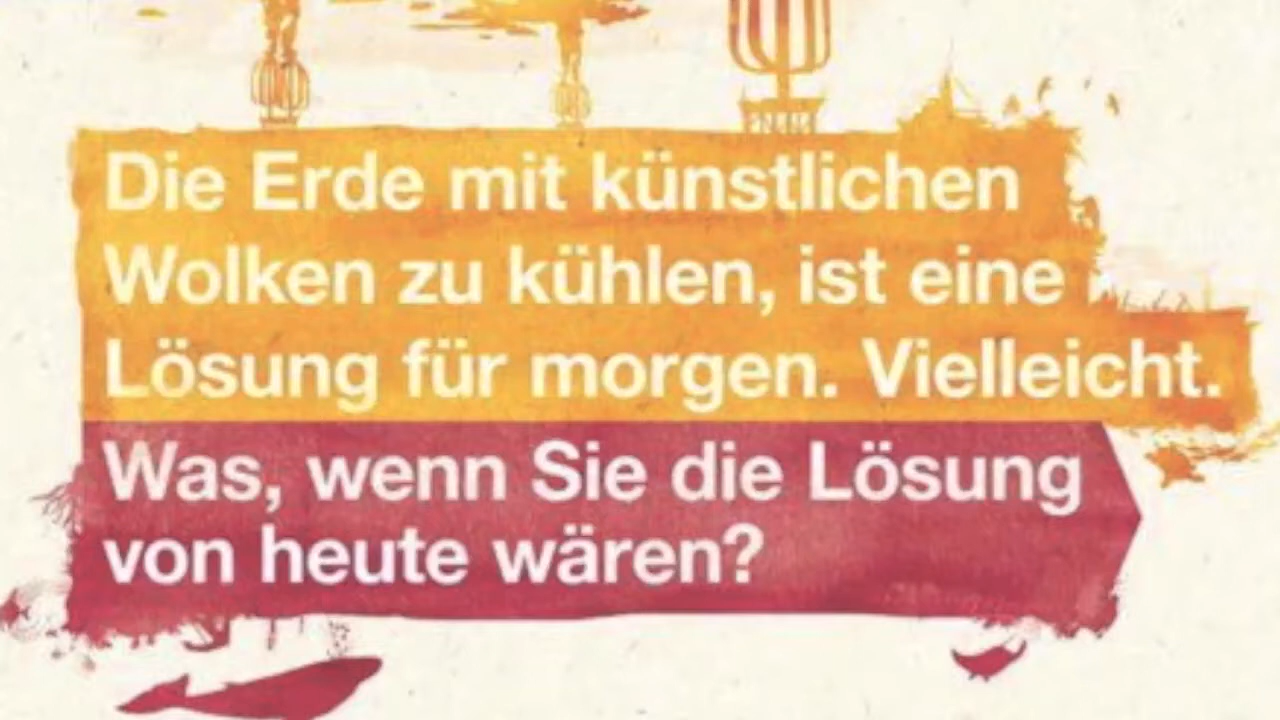 Die Erde mit künstlichen
Wolken zu kühlen, ist eine
Lösung für morgen. Vielleicht.
Was, wenn Sie die Lösung
von heute wären?